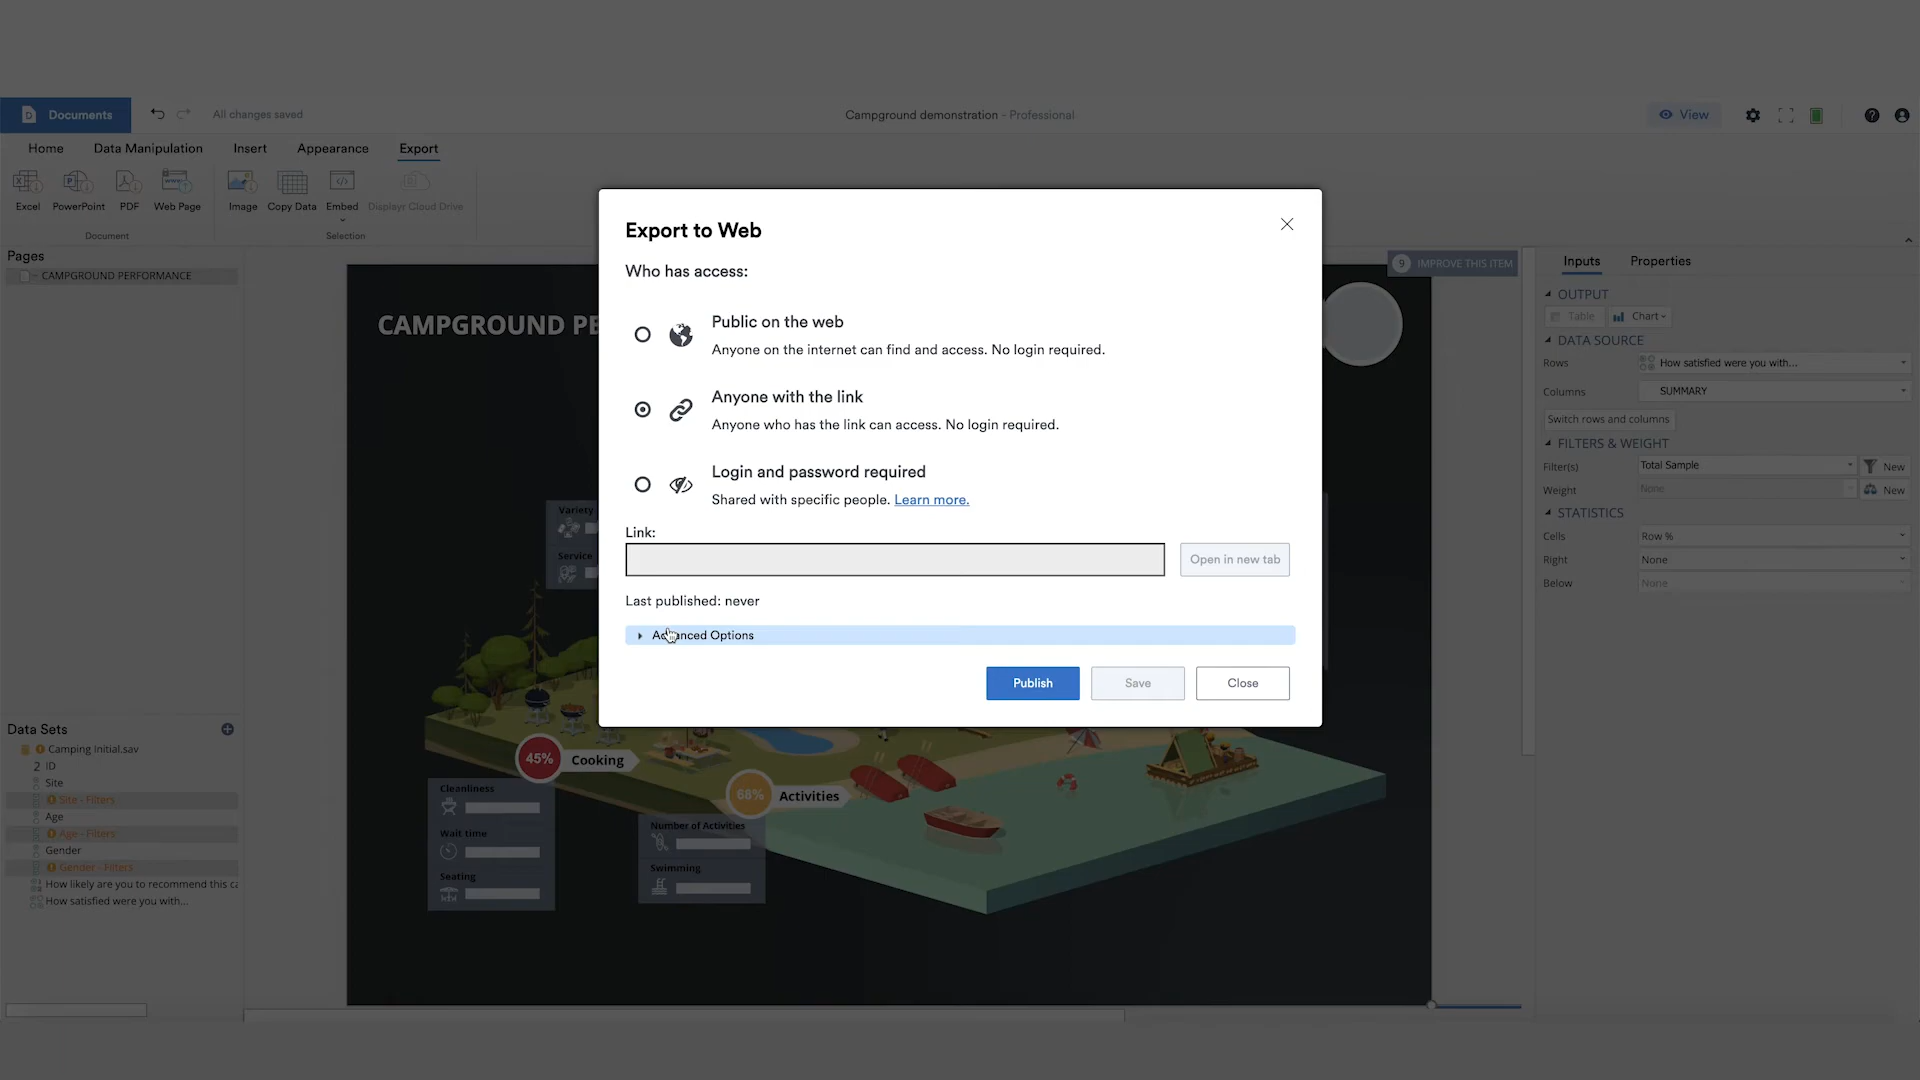 Documents
All changes saved
Campground demonstration - Professional
View
Home
Data Manipulation
Insert
Appearance
Export
Excel
PowerPoint
PDF
Web Page
Image
Copy Data
Embed
Displayr Cloud Drive
Document
Selection
Pages
CAMPGROUND PERFORMANCE
CAMPGROUND PE
9 IMPROVE THIS ITEM
Export to Web
Who has access:
Public on the web
Anyone on the internet can find and access. No login required.
Anyone with the link
Anyone who has the link can access. No login required.
Login and password required
Shared with specific people. Learn more.
Link:
Open in new tab
Last published: never
Advanced Options
Publish
Save
Close
Variety
Service
45% Cooking
68% Activities
Cleanliness
Wait time
Seating
Number of Activities
Swimming
Data Sets
Camping Initial.sav
2 ID
Site
Site - Filters
Age
Age - Filters
Gender
Gender - Filters
How likely are you to recommend this ca
How satisfied were you with...
Inputs
Properties
OUTPUT
Table
Chart
DATA SOURCE
Rows
How satisfied were you with...
Columns
SUMMARY
Switch rows and columns
FILTERS & WEIGHT
Filter(s)
Total Sample
New
Weight
None
New
STATISTICS
Cells
Row %
Right
None
Below
None